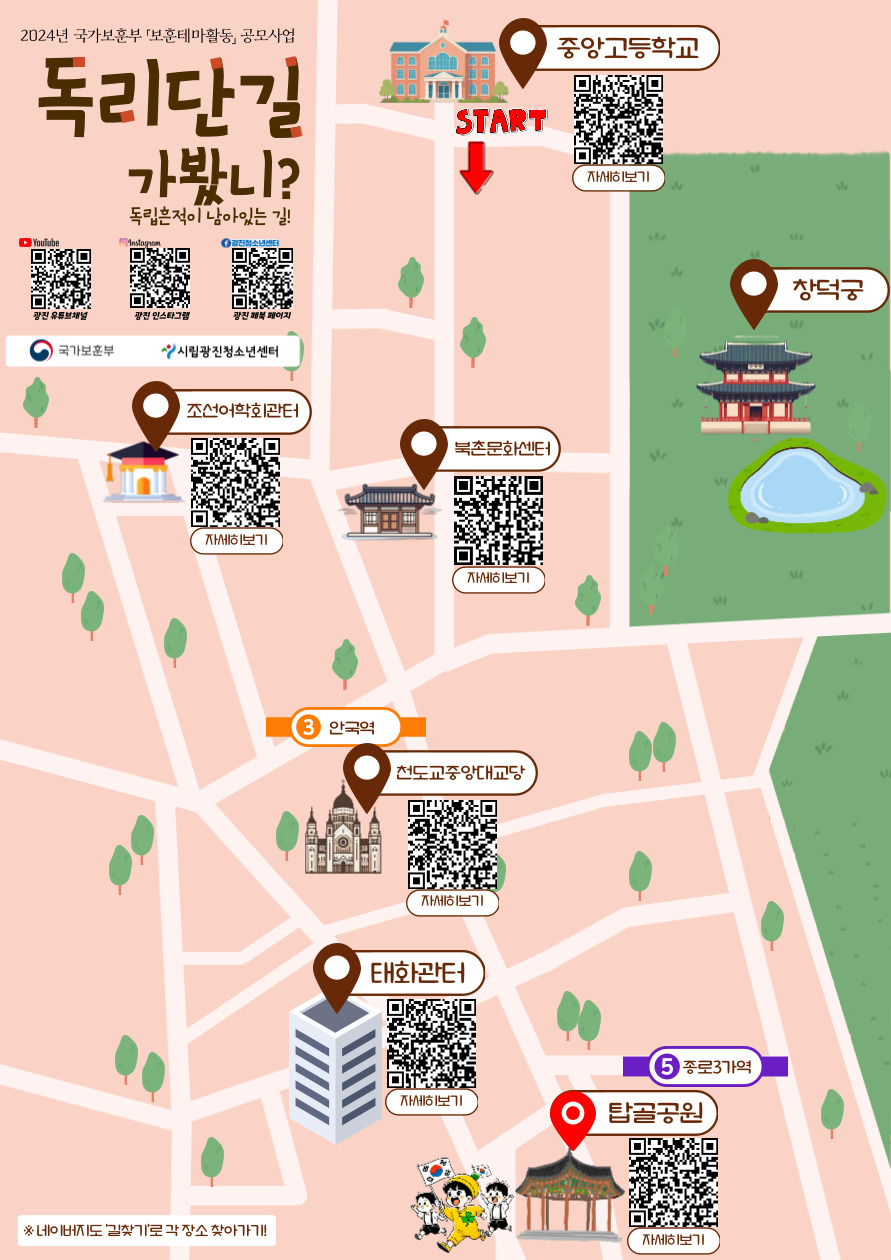 2024년 국가보훈부 「보훈테마활동」 공모사업
독리단길
가봤니?
독립흔적이 남아있는 길!
YouTube
Instagram
광진청소년센터
광진 유튜브채널
광진 인스타그램
광진 페북 페이지
국가보훈부
시립광진청소년센터
중앙고등학교
START
자세히보기
창덕궁
조선어학회관터
자세히보기
북촌문화센터
자세히보기
3 안국역
천도교중앙대교당
자세히보기
태화관터
자세히보기
5 종로3가역
탑골공원
자세히보기
※ 네이버지도 '길찾기'로 각 장소 찾아가기!